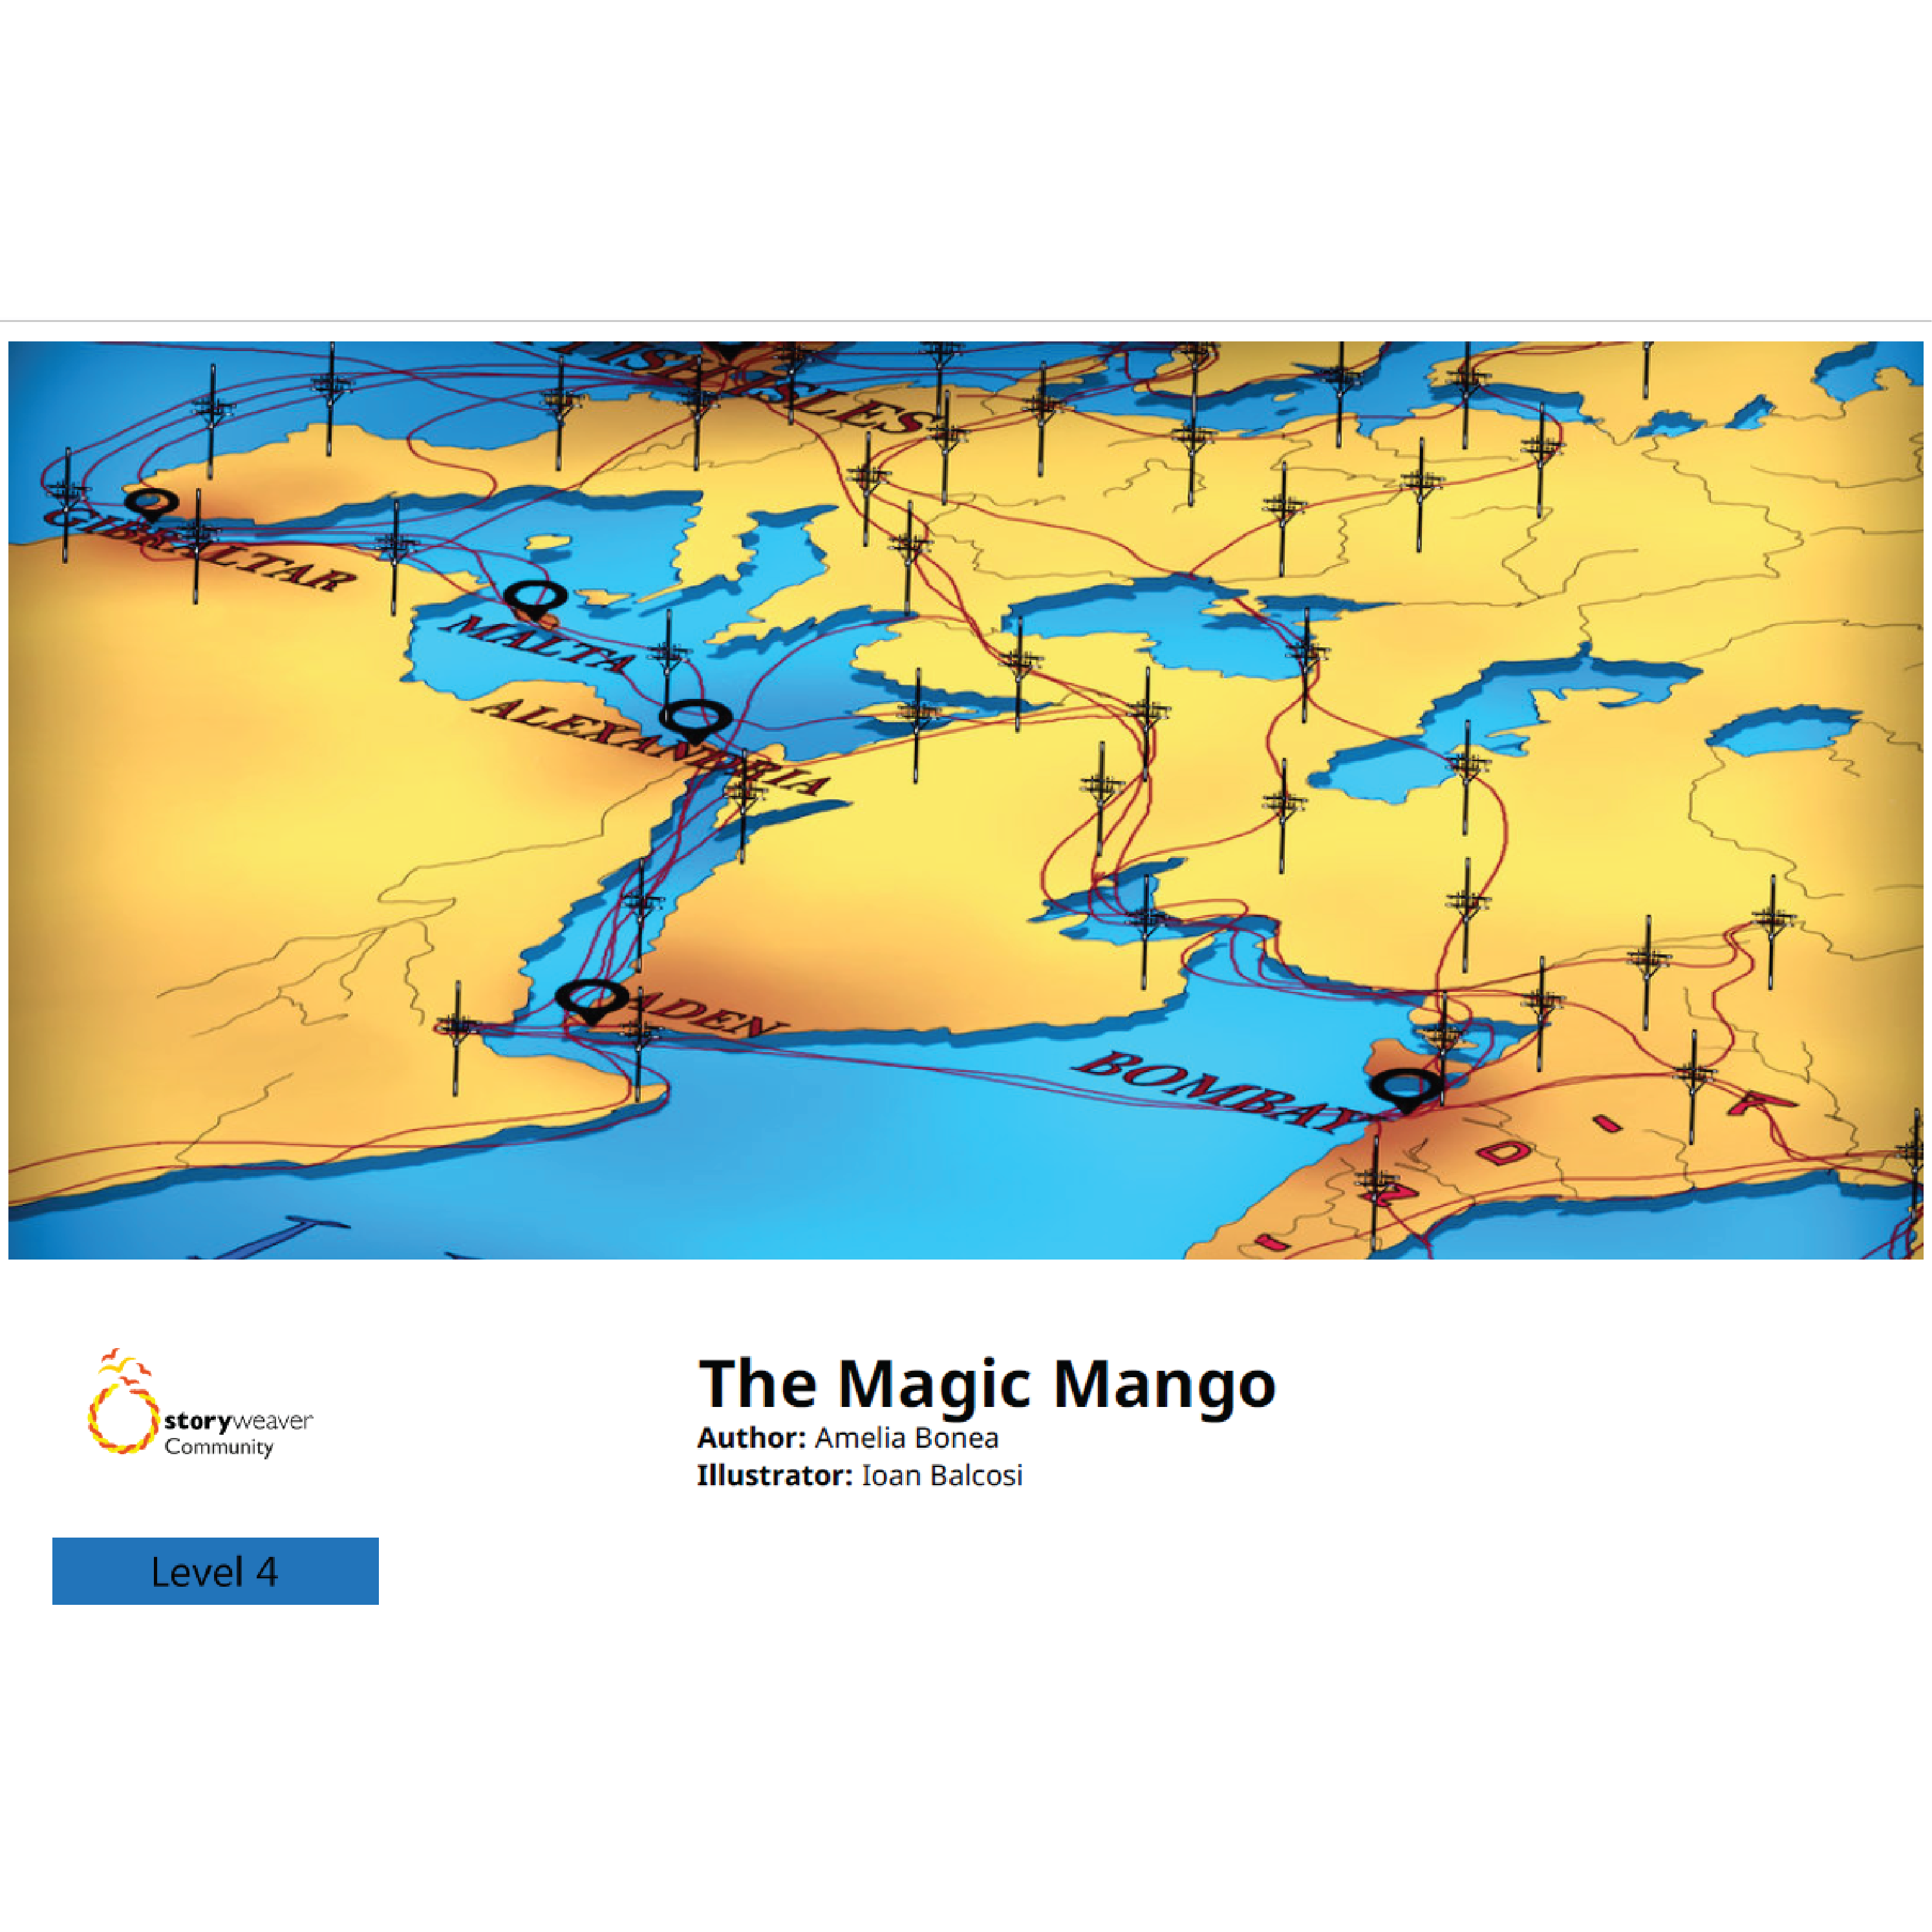 ISLES
GIBRALTAR
MALTA
ALEXANDRIA
ADEN
BOMBAY
INDIA
storyweaver
Community
The Magic Mango
Author: Amelia Bonea
Illustrator: Ioan Balcosi
Level 4